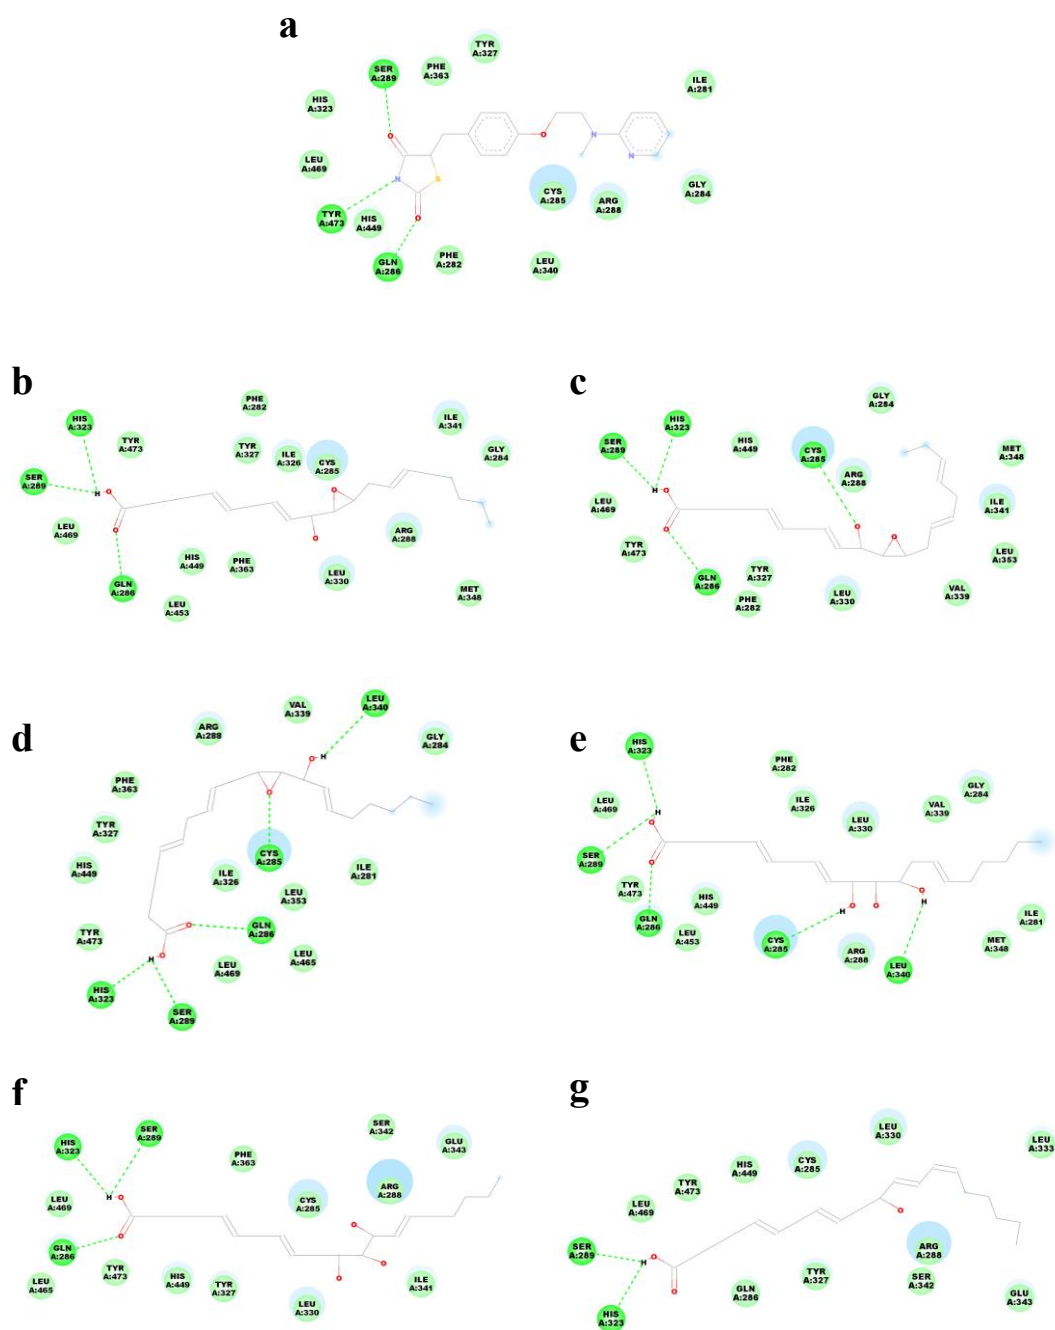 a
TYR
A:327
SER
A:289
PHE
A:363
ILE
A:281
HIS
A:323
O
N
LEU
A:469
N
S
O
N
CYS
A:285
ARG
A:288
GLY
A:284
TYR
A:473
HIS
A:449
O
GLN
A:286
PHE
A:282
LEU
A:340
b
PHE
A:282
HIS
A:323
TYR
A:473
TYR
A:327
ILE
A:326
CYS
A:285
ILE
A:341
GLY
A:284
SER
A:289
H
O
O
LEU
A:469
O
O
ARG
A:288
HIS
A:449
PHE
A:363
GLN
A:286
LEU
A:330
LEU
A:453
MET
A:348
c
GLY
A:284
HIS
A:323
SER
A:289
HIS
A:449
CYS
A:285
ARG
A:288
MET
A:348
H
O
LEU
A:469
ILE
A:341
O
O
O
TYR
A:473
LEU
A:353
GLN
A:286
TYR
A:327
PHE
A:282
LEU
A:330
VAL
A:339
d
VAL
A:339
LEU
A:340
ARG
A:288
GLY
A:284
O
H
PHE
A:363
O
TYR
A:327
HIS
A:449
CYS
A:285
ILE
A:326
ILE
A:281
LEU
A:353
TYR
A:473
O
GLN
A:286
H
O
LEU
A:469
LEU
A:465
HIS
A:323
SER
A:289
e
HIS
A:323
PHE
A:282
LEU
A:469
ILE
A:326
LEU
A:330
VAL
A:339
GLY
A:284
H
O
SER
A:289
O
TYR
A:473
HIS
A:449
H
O
O
O
H
GLN
A:286
LEU
A:453
CYS
A:285
ARG
A:288
LEU
A:340
MET
A:348
ILE
A:281
f
HIS
A:323
SER
A:289
PHE
A:363
SER
A:342
GLU
A:343
LEU
A:469
H
O
CYS
A:285
ARG
A:288
GLN
A:286
O
O
LEU
A:465
TYR
A:473
HIS
A:449
TYR
A:327
O
O
LEU
A:330
ILE
A:341
g
LEU
A:330
LEU
A:333
TYR
A:473
HIS
A:449
CYS
A:285
LEU
A:469
O
SER
A:289
H
O
O
ARG
A:288
GLN
A:286
TYR
A:327
SER
A:342
GLU
A:343
HIS
A:323